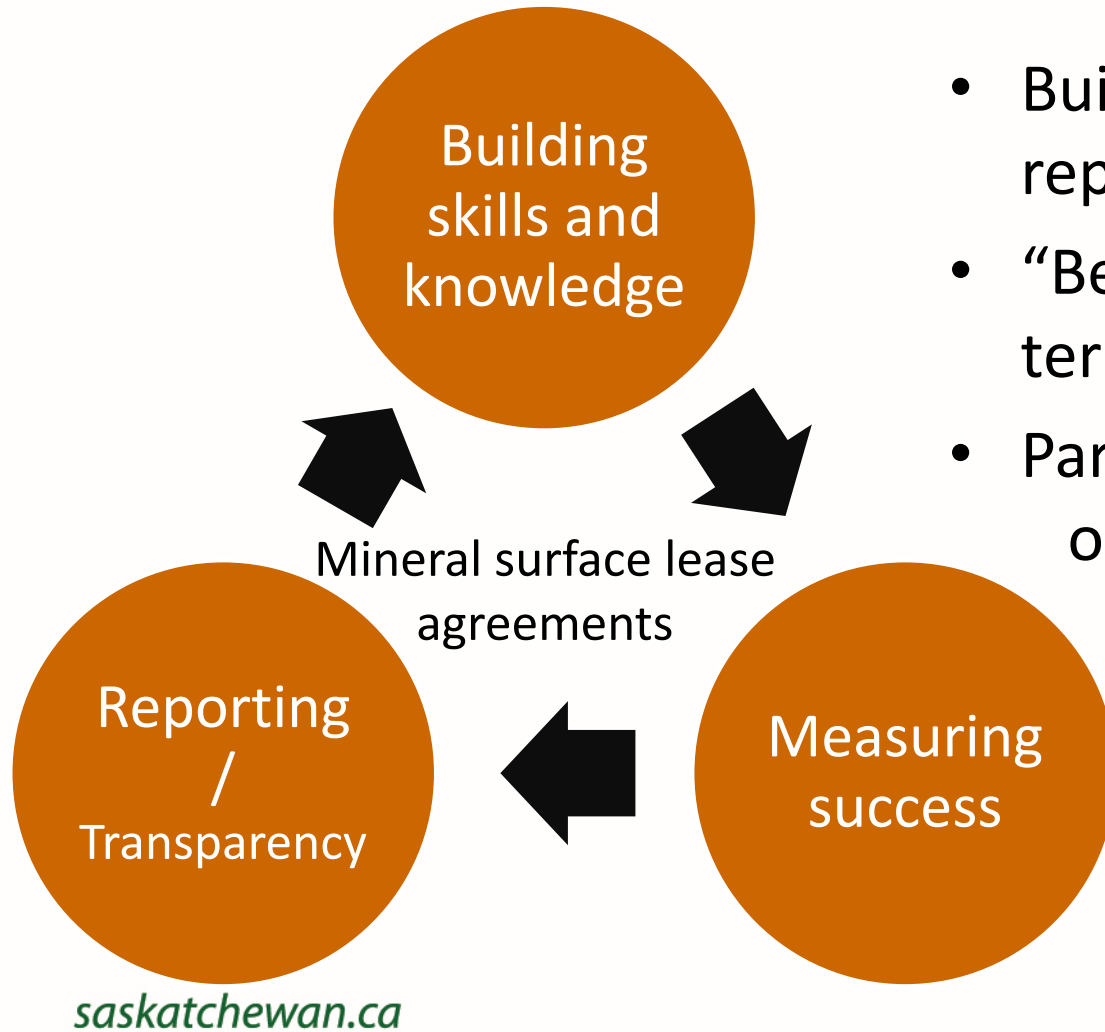 Building
skills and
knowledge
•
•
•
Mineral surface lease
agreements
Reporting
/
Transparency
Measuring
success
saskatchewan.ca